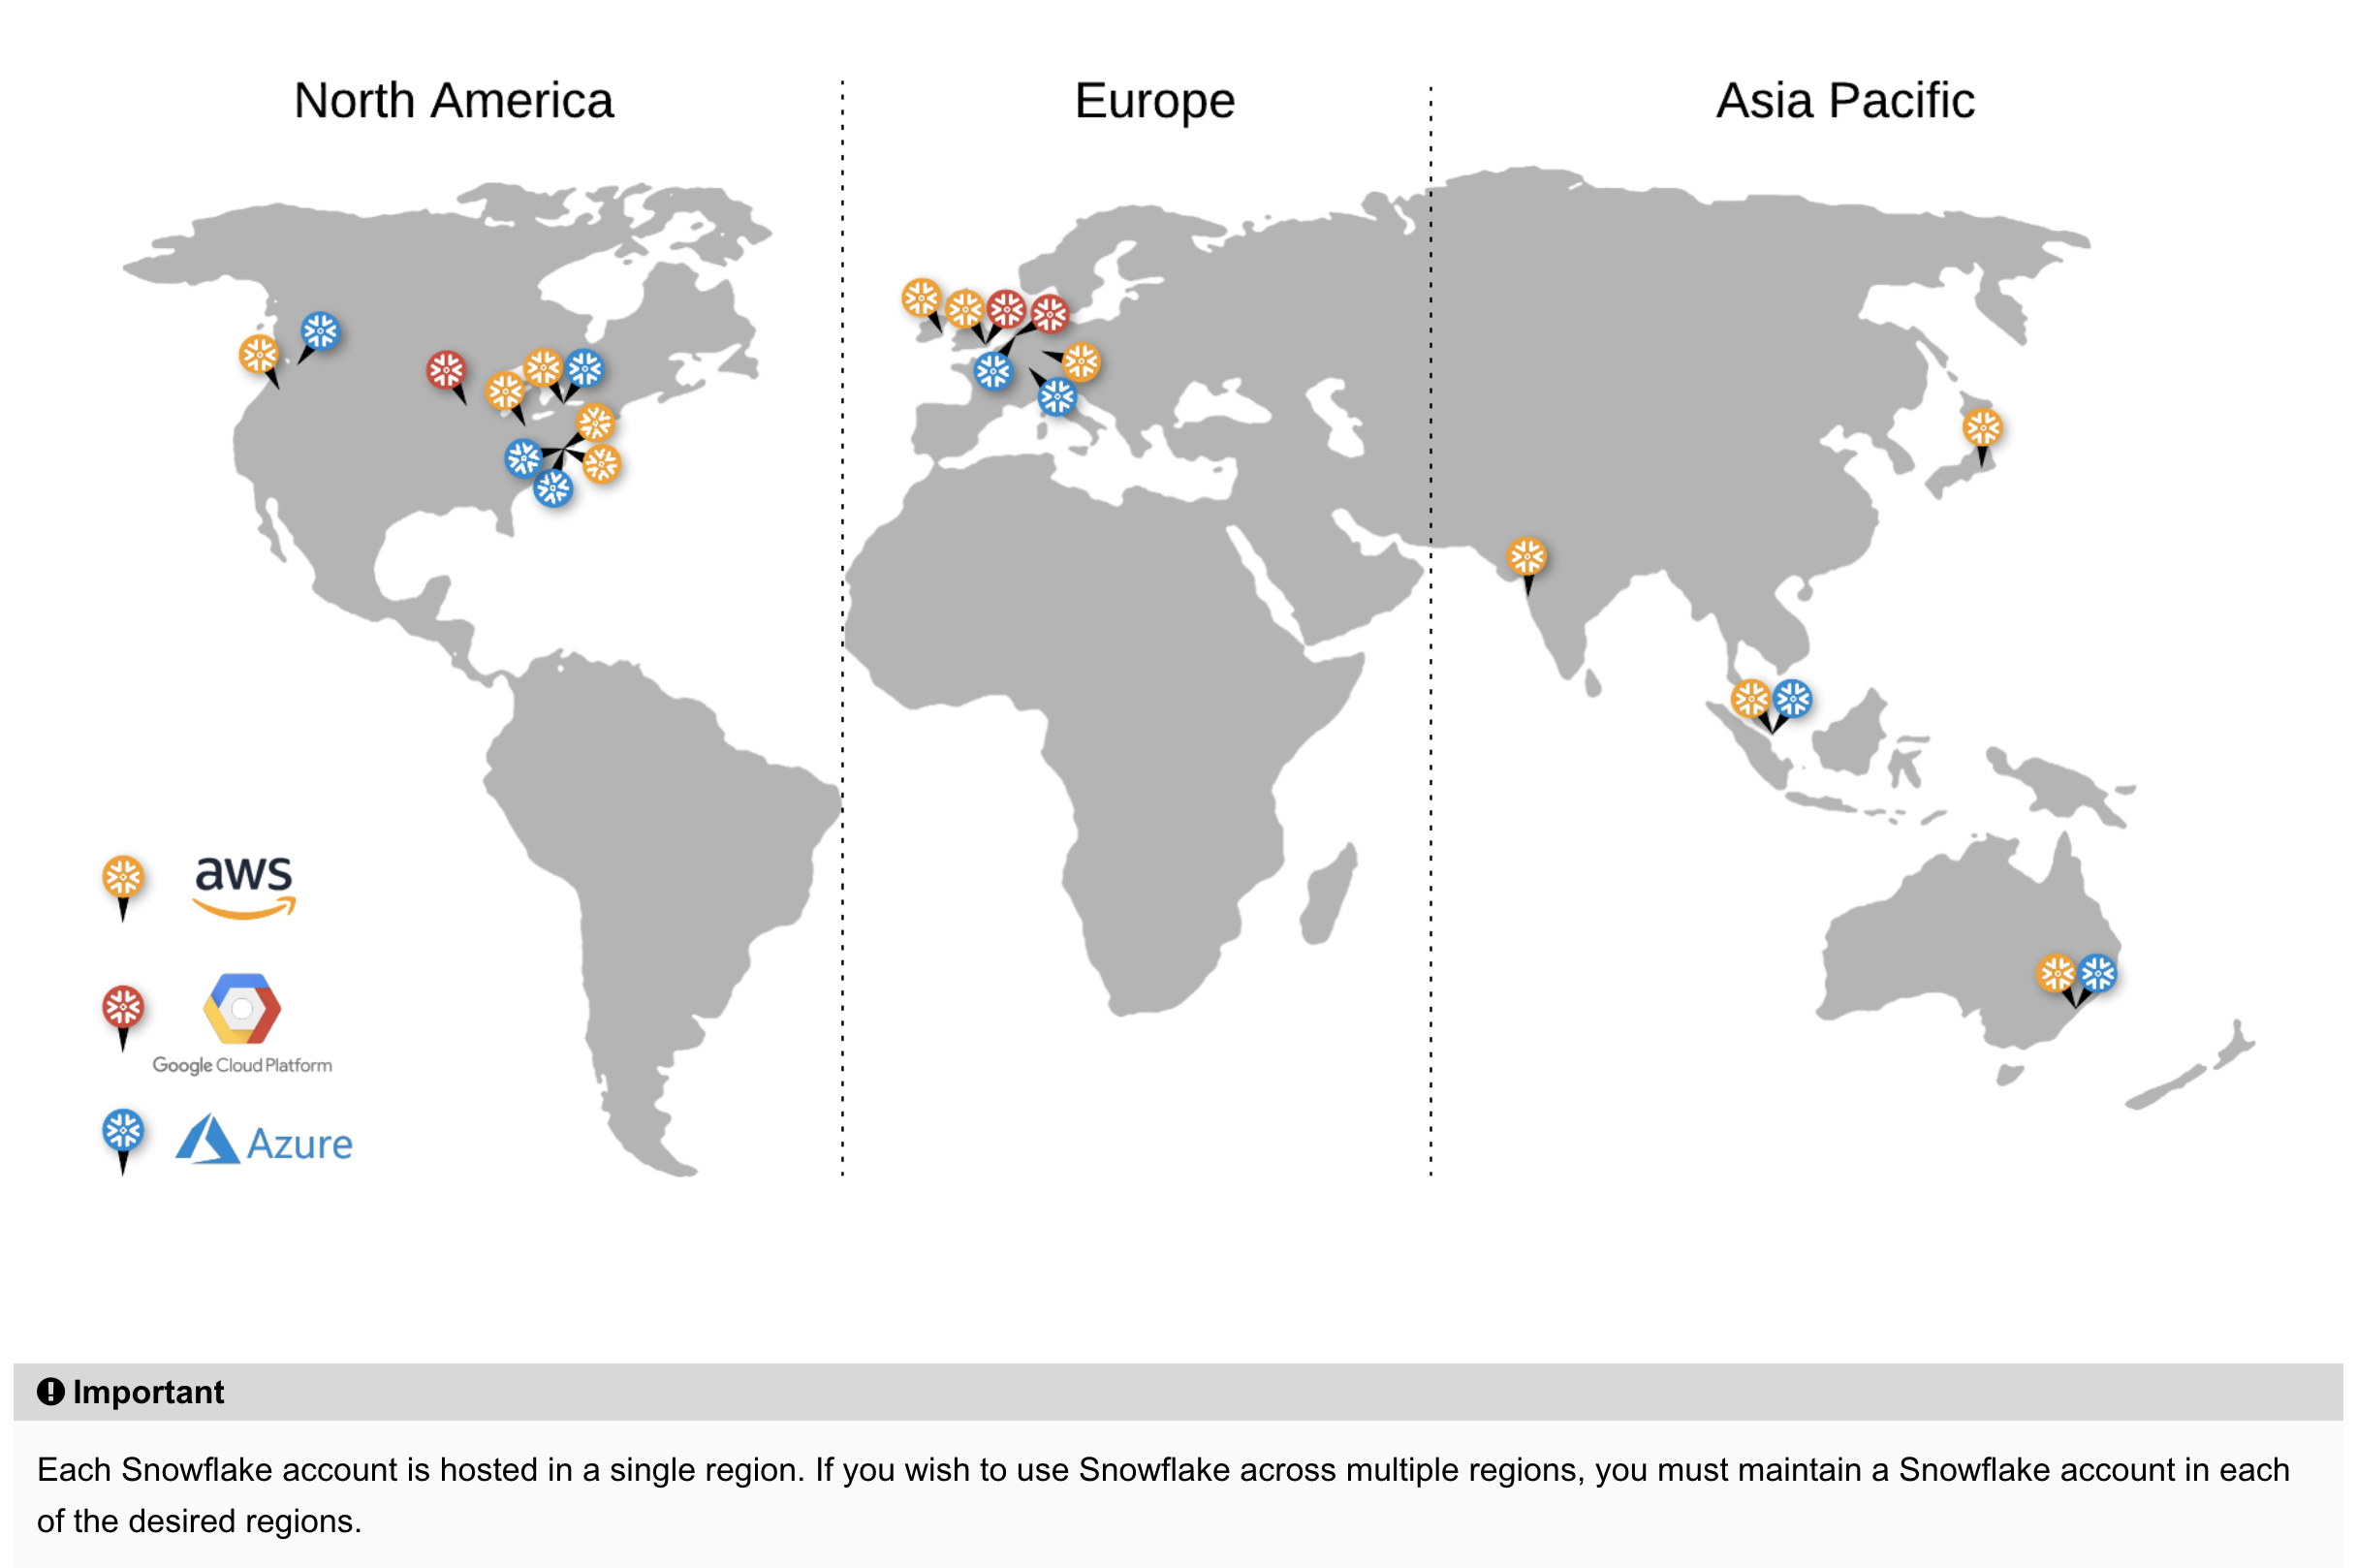 North America
Europe
Asia Pacific
aws
Google Cloud Platform
Azure
Important
Each Snowflake account is hosted in a single region. If you wish to use Snowflake across multiple regions, you must maintain a Snowflake account in each
of the desired regions.